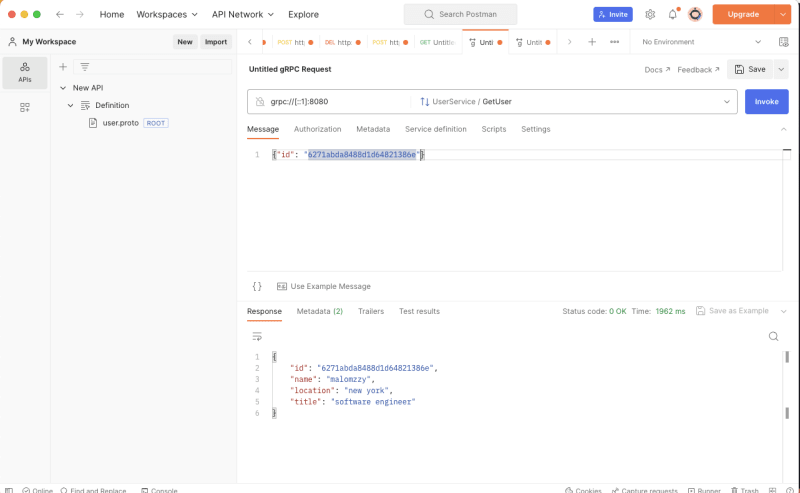 Home Workspaces API Network Explore Search Postman Invite Upgrade
My Workspace New Import POST htt DEL http: POST htt GET Untitle Unti Untit No Environment
APIs
New API
Definition
user.proto ROOT
Untitled gRPC Request Docs Feedback Save
grpc://[::1]:8080 UserService / GetUser Invoke
Message Authorization Metadata Service definition Scripts Settings
1 {"id": "6271abda8488d1d64821386e"}
{} Use Example Message
Response Metadata (2) Trailers Test results Status code: 0 OK Time: 1962 ms Save as Example
1 {
2 "id": "6271abda8488d1d64821386e",
3 "name": "malomzzy",
4 "location": "new york",
5 "title": "software engineer"
6 }
Online Find and Replace Console Cookies Capture requests Runner Trash